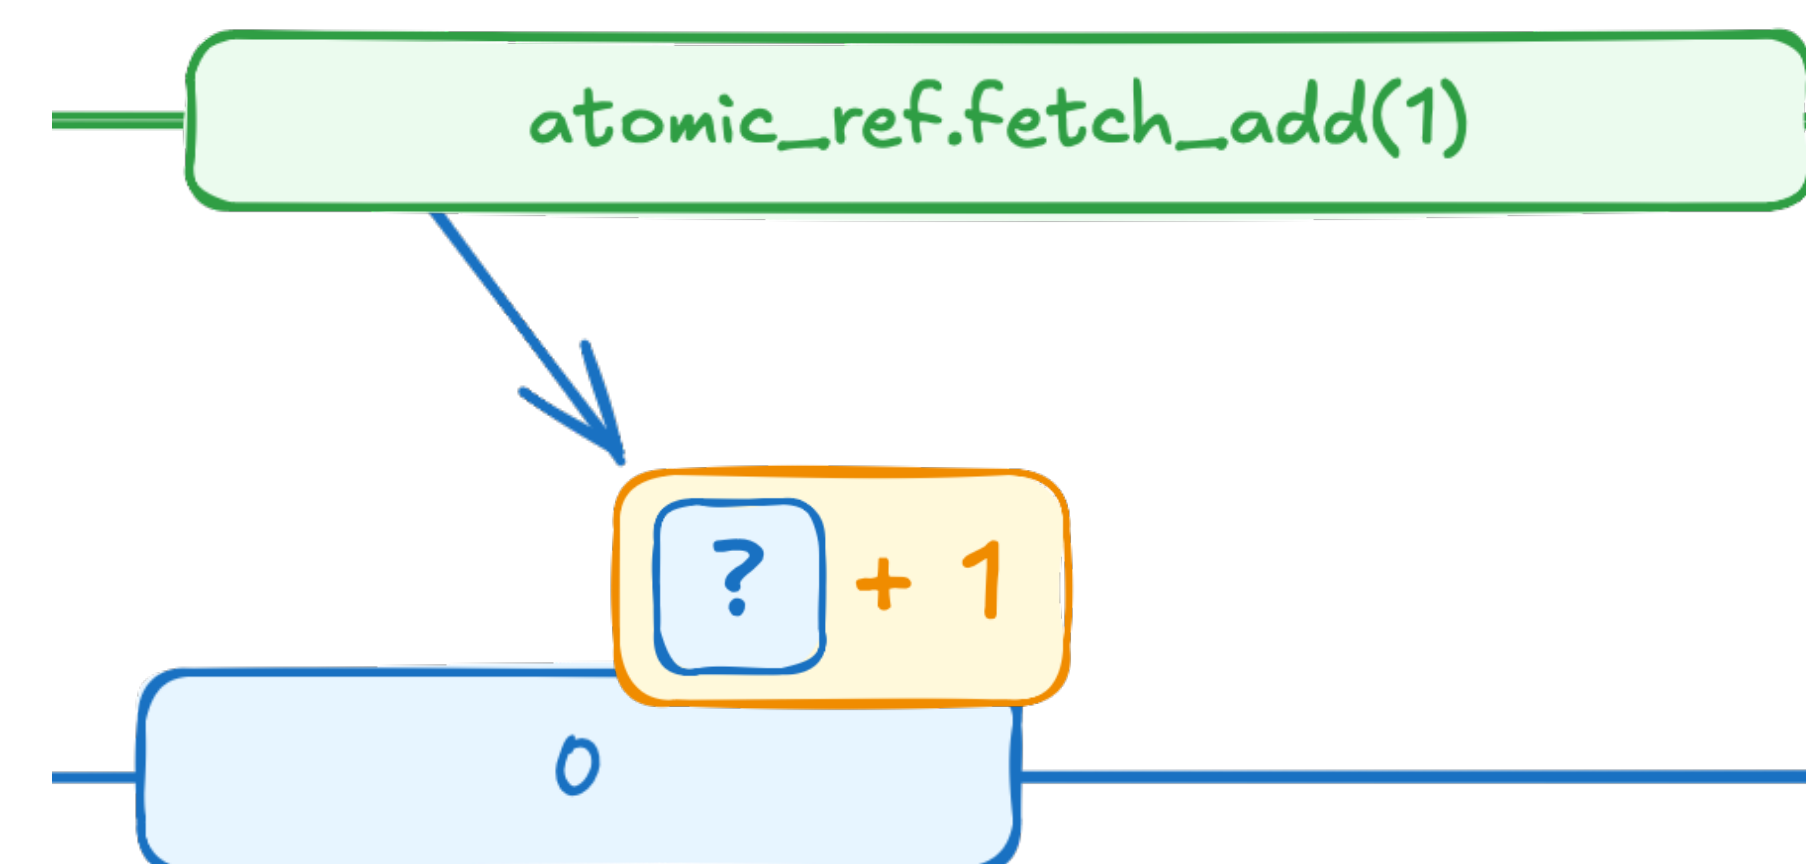 atomic_ref.fetch_add(1)
? + 1
0